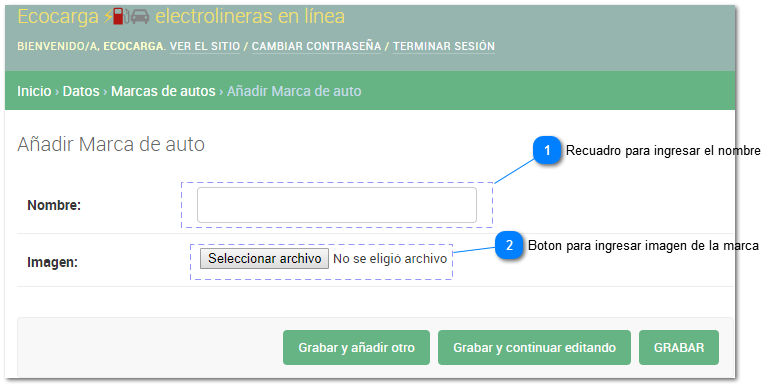 Ecocarga electrolineras en línea
BIENVENIDO/A, ECOCARGA. VER EL SITIO / CAMBIAR CONTRASEÑA / TERMINAR SESIÓN
Inicio › Datos › Marcas de autos › Añadir Marca de auto
Añadir Marca de auto
1 Recuadro para ingresar el nombre
Nombre:
2 Boton para ingresar imagen de la marca
Imagen: Seleccionar archivo No se eligió archivo
Grabar y añadir otro Grabar y continuar editando GRABAR